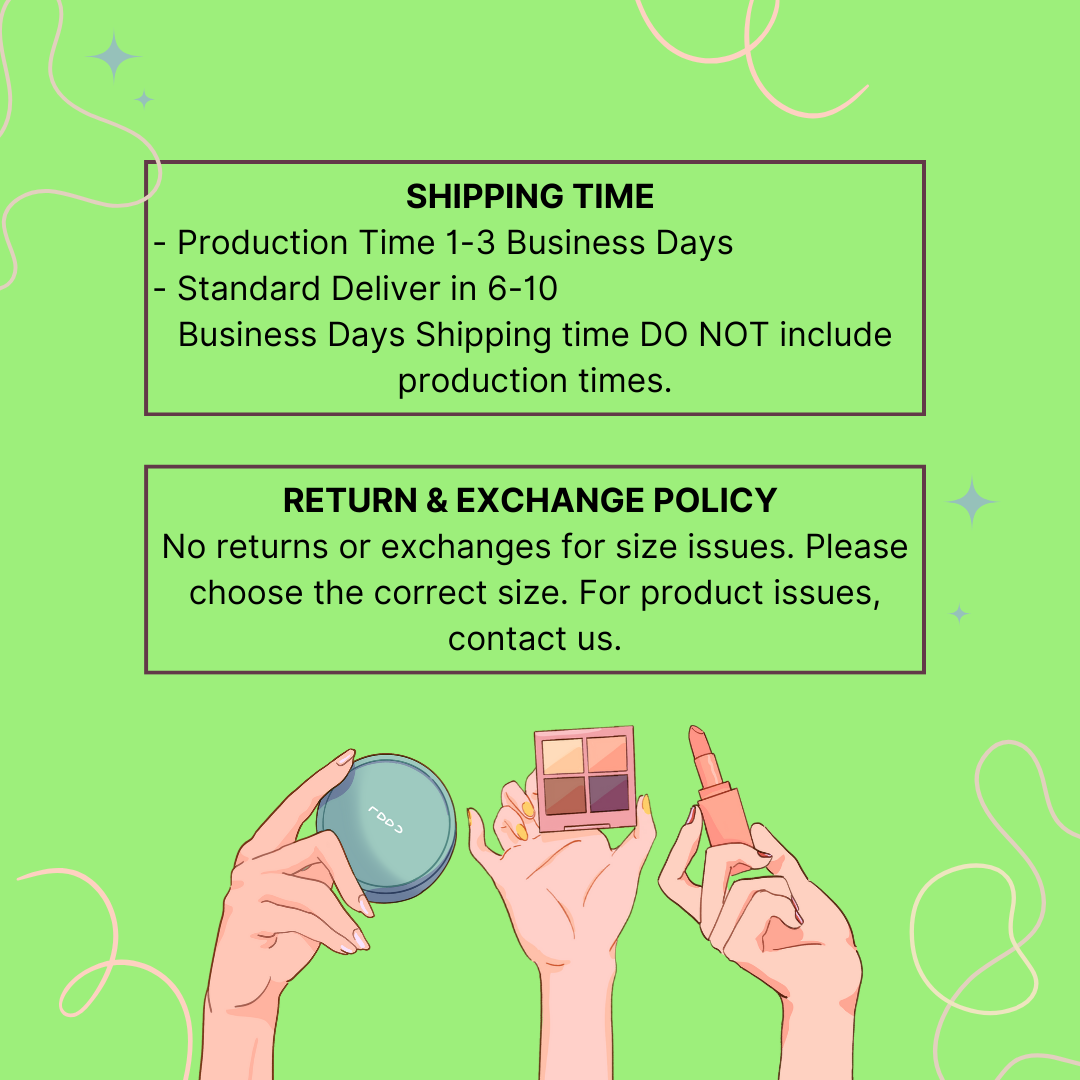 SHIPPING TIME
- Production Time 1-3 Business Days
- Standard Deliver in 6-10
Business Days Shipping time DO NOT include
production times.
RETURN & EXCHANGE POLICY
No returns or exchanges for size issues. Please
choose the correct size. For product issues,
contact us.